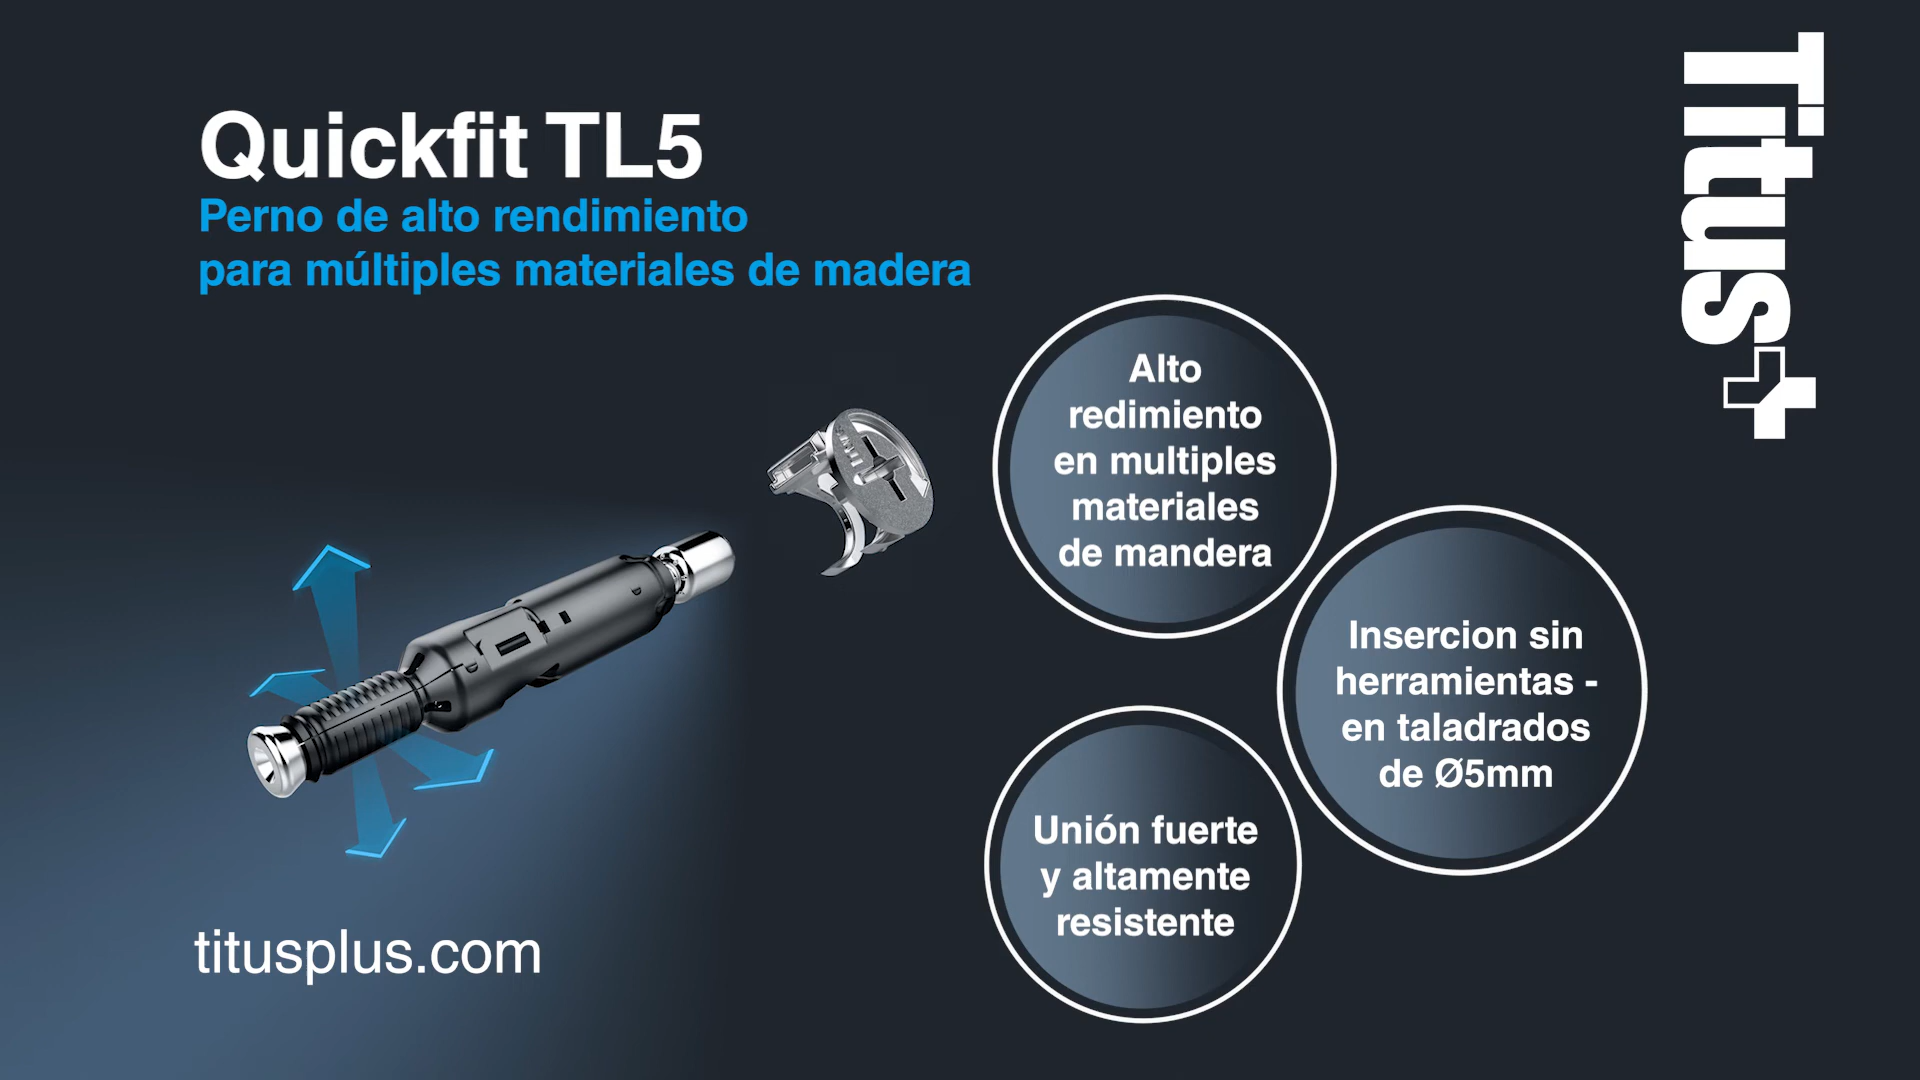 Quickfit TL5
Perno de alto rendimiento
para múltiples materiales de madera
Titus+
Alto
redimiento
en multiples
materiales
de mandera
Insercion sin
herramientas -
en taladrados
de Ø5mm
Unión fuerte
y altamente
resistente
titusplus.com
TITUS